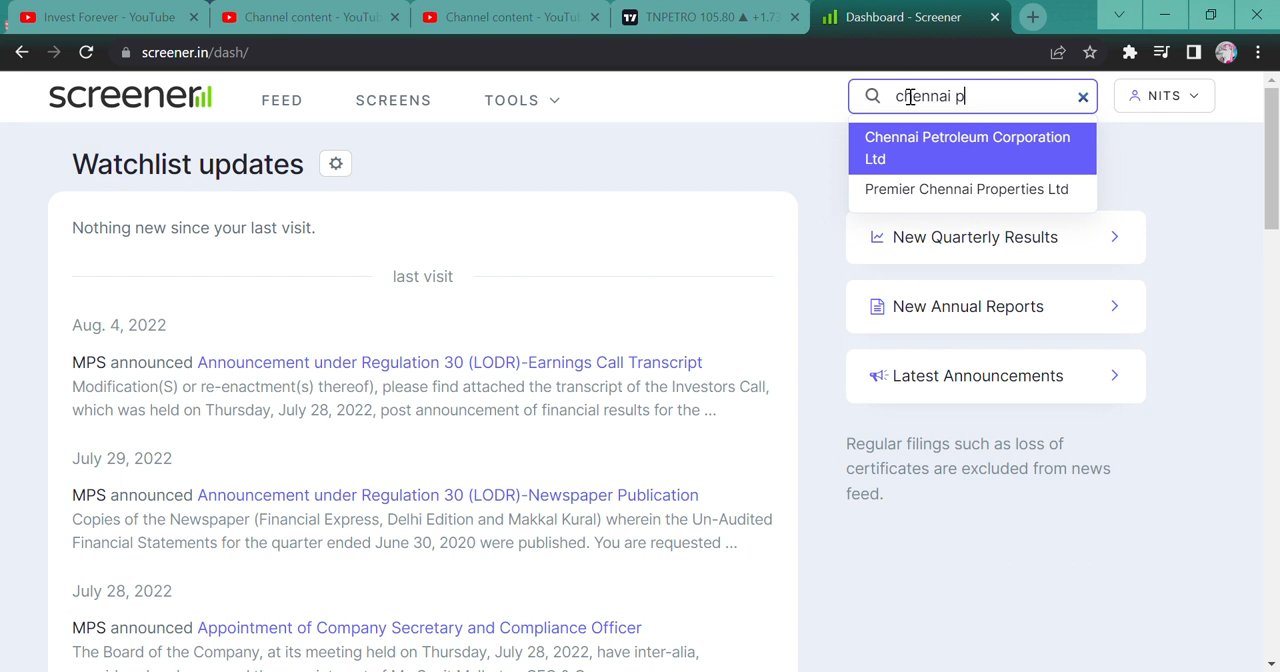 Invest Forever - YouTube
Channel content - YouTu
Channel content - YouTu
TNPETRO 105.80 ▲ +1.73
Dashboard - Screener
screener.in/dash/
screener
FEED
SCREENS
TOOLS
chennai p
NITS
Chennai Petroleum Corporation
Ltd
Premier Chennai Properties Ltd
Watchlist updates
Nothing new since your last visit.
last visit
Aug. 4, 2022
MPS announced Announcement under Regulation 30 (LODR)-Earnings Call Transcript
Modification(S) or re-enactment(s) thereof), please find attached the transcript of the Investors Call,
which was held on Thursday, July 28, 2022, post announcement of financial results for the ...
July 29, 2022
MPS announced Announcement under Regulation 30 (LODR)-Newspaper Publication
Copies of the Newspaper (Financial Express, Delhi Edition and Makkal Kural) wherein the Un-Audited
Financial Statements for the quarter ended June 30, 2020 were published. You are requested ...
July 28, 2022
MPS announced Appointment of Company Secretary and Compliance Officer
The Board of the Company, at its meeting held on Thursday, July 28, 2022, have inter-alia,
New Quarterly Results
New Annual Reports
Latest Announcements
Regular filings such as loss of
certificates are excluded from news
feed.